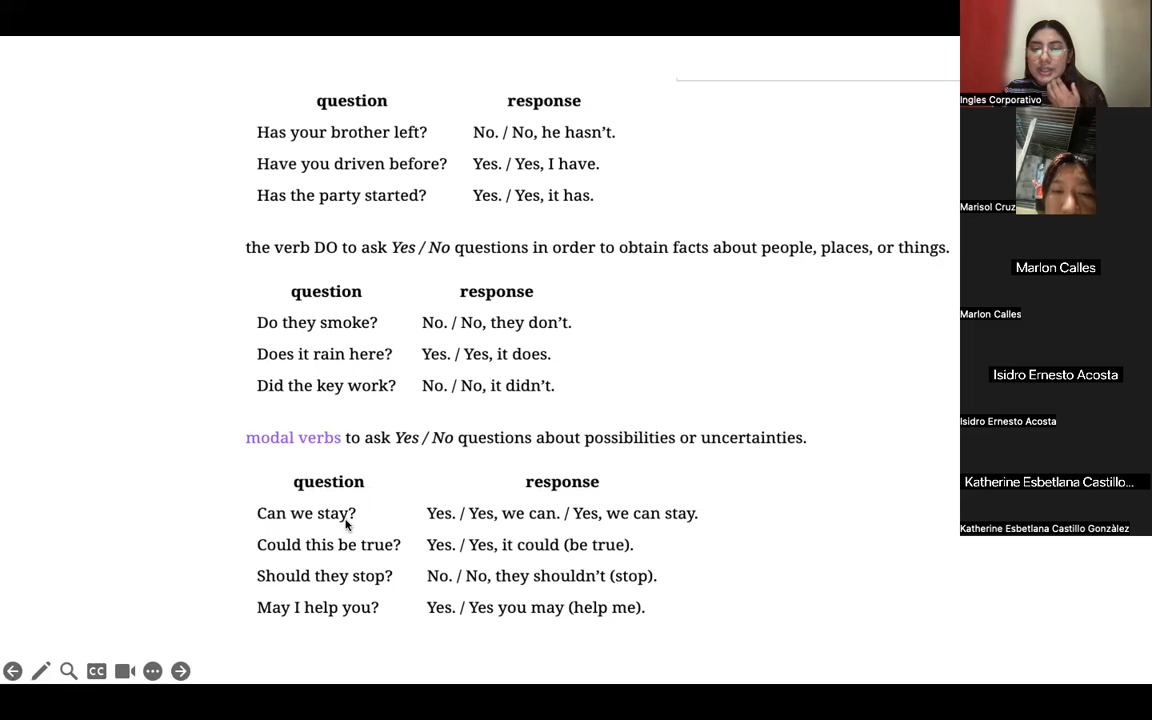 question response
Has your brother left? No. / No, he hasn’t.
Have you driven before? Yes. / Yes, I have.
Has the party started? Yes. / Yes, it has.
the verb DO to ask Yes / No questions in order to obtain facts about people, places, or things.
question response
Do they smoke? No. / No, they don’t.
Does it rain here? Yes. / Yes, it does.
Did the key work? No. / No, it didn’t.
modal verbs to ask Yes / No questions about possibilities or uncertainties.
question response
Can we stay? Yes. / Yes, we can. / Yes, we can stay.
Could this be true? Yes. / Yes, it could (be true).
Should they stop? No. / No, they shouldn’t (stop).
May I help you? Yes. / Yes you may (help me).
CC
Ingles Corporativo
Marisol Cruz
Marlon Calles
Marlon Calles
Isidro Ernesto Acosta
Isidro Ernesto Acosta
Katherine Esbetlana Castillo...
Katherine Esbetlana Castillo Gonzàlez